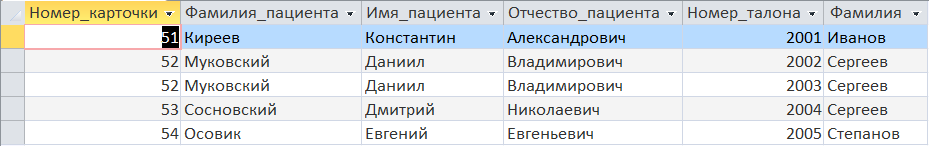 Номер_карточки Фамилия_пациента Имя_пациента Отчество_пациента Номер_талона Фамилия
51 Киреев Константин Александрович 2001 Иванов
52 Муковский Даниил Владимирович 2002 Сергеев
52 Муковский Даниил Владимирович 2003 Сергеев
53 Сосновский Дмитрий Николаевич 2004 Сергеев
54 Осовик Евгений Евгеньевич 2005 Степанов